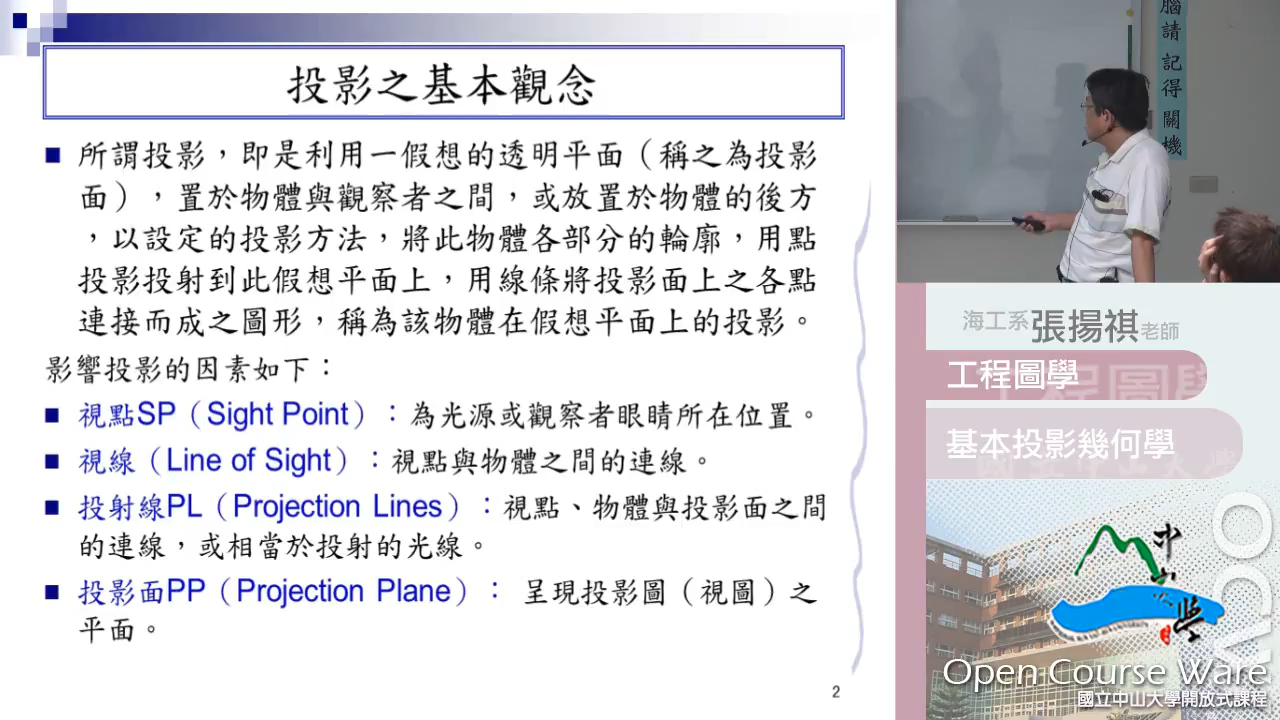 投影之基本觀念
所謂投影，即是利用一假想的透明平面（稱之為投影
面），置於物體與觀察者之間，或放置於物體的後方
，以設定的投影方法，將此物體各部分的輪廓，用點
投影投射到此假想平面上，用線條將投影面上之各點
連接而成之圖形，稱為該物體在假想平面上的投影。
影響投影的因素如下：
視點SP（Sight Point）：為光源或觀察者眼睛所在位置。
視線（Line of Sight）：視點與物體之間的連線。
投射線PL（Projection Lines）：視點、物體與投影面之間
的連線，或相當於投射的光線。
投影面PP（Projection Plane）： 呈現投影圖（視圖）之
平面。
2
腦請記得關機
海工系張揚祺老師
工程圖學
基本投影幾何學
中山大學
Open Course Ware
國立中山大學開放式課程